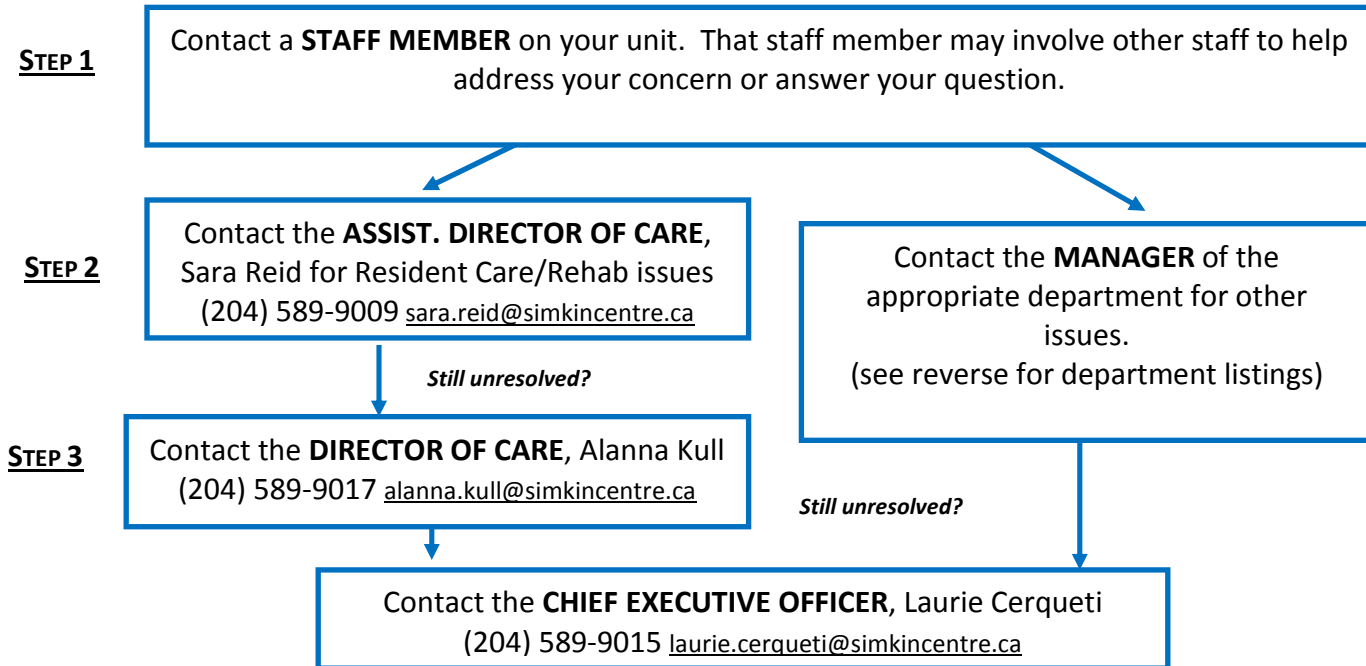 STEP 1
Contact a STAFF MEMBER on your unit.  That staff member may involve other staff to help
address your concern or answer your question.
STEP 2
Contact the ASSIST. DIRECTOR OF CARE,
Sara Reid for Resident Care/Rehab issues
(204) 589-9009 sara.reid@simkincentre.ca
Contact the MANAGER of the
appropriate department for other
issues.
(see reverse for department listings)
Still unresolved?
STEP 3
Contact the DIRECTOR OF CARE, Alanna Kull
(204) 589-9017 alanna.kull@simkincentre.ca
Still unresolved?
Contact the CHIEF EXECUTIVE OFFICER, Laurie Cerqueti
(204) 589-9015 laurie.cerqueti@simkincentre.ca